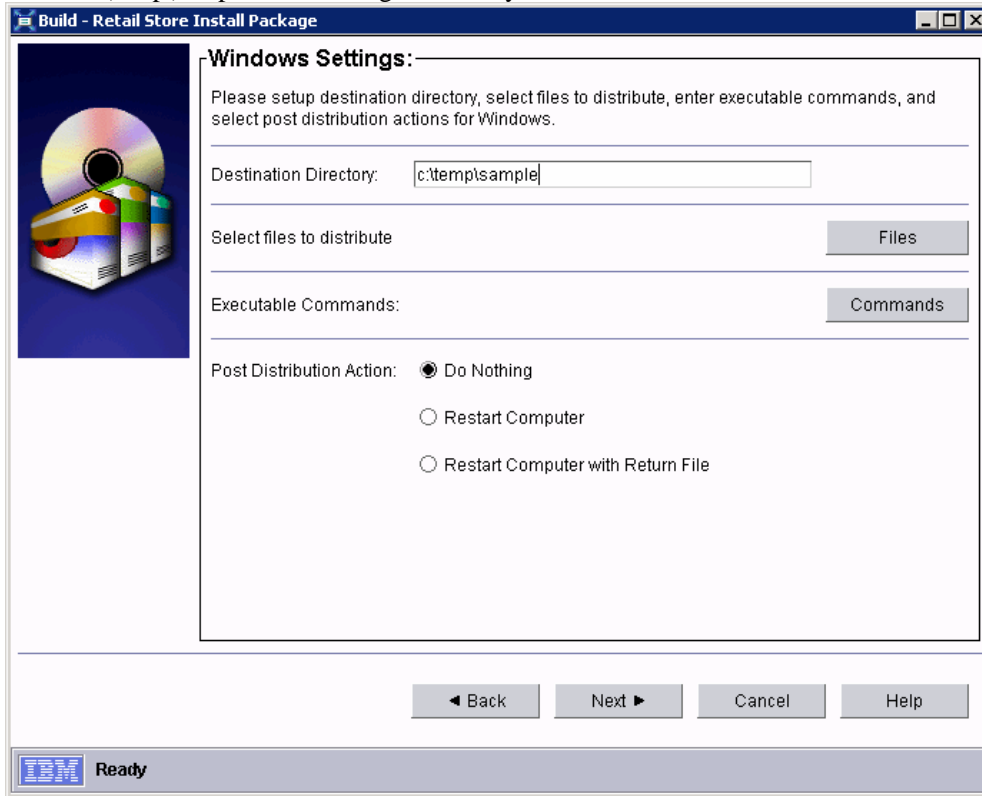 Build - Retail Store Install Package
Windows Settings:
Please setup destination directory, select files to distribute, enter executable commands, and
select post distribution actions for Windows.
Destination Directory: c:\temp\sample
Select files to distribute Files
Executable Commands: Commands
Post Distribution Action: Do Nothing
Restart Computer
Restart Computer with Return File
Back Next Cancel Help
IBM Ready